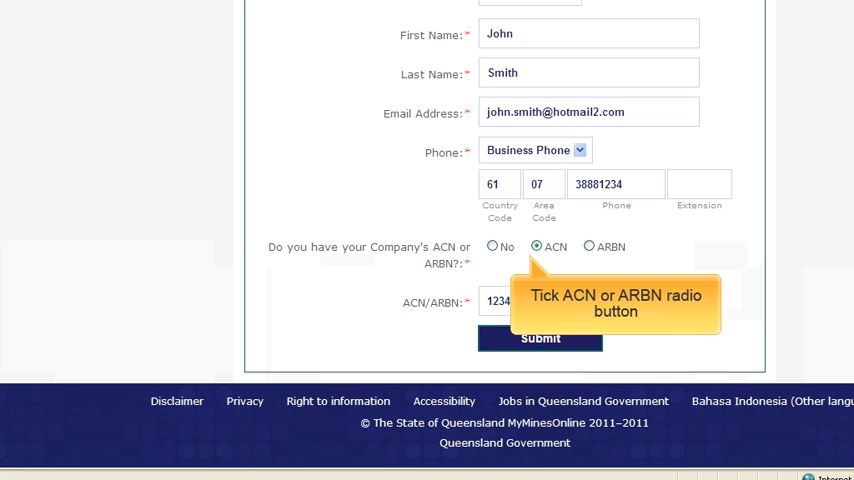 First Name:* John
Last Name:* Smith
Email Address:* john.smith@hotmail2.com
Phone:* Business Phone
61 07 38881234
Country Code Area Code Phone Extension
Do you have your Company's ACN or ARBN?:* No ACN ARBN
Tick ACN or ARBN radio button
ACN/ARBN:* 1234
Submit
Disclaimer Privacy Right to information Accessibility Jobs in Queensland Government Bahasa Indonesia (Other langu
© The State of Queensland MyMinesOnline 2011–2011
Queensland Government
Internet